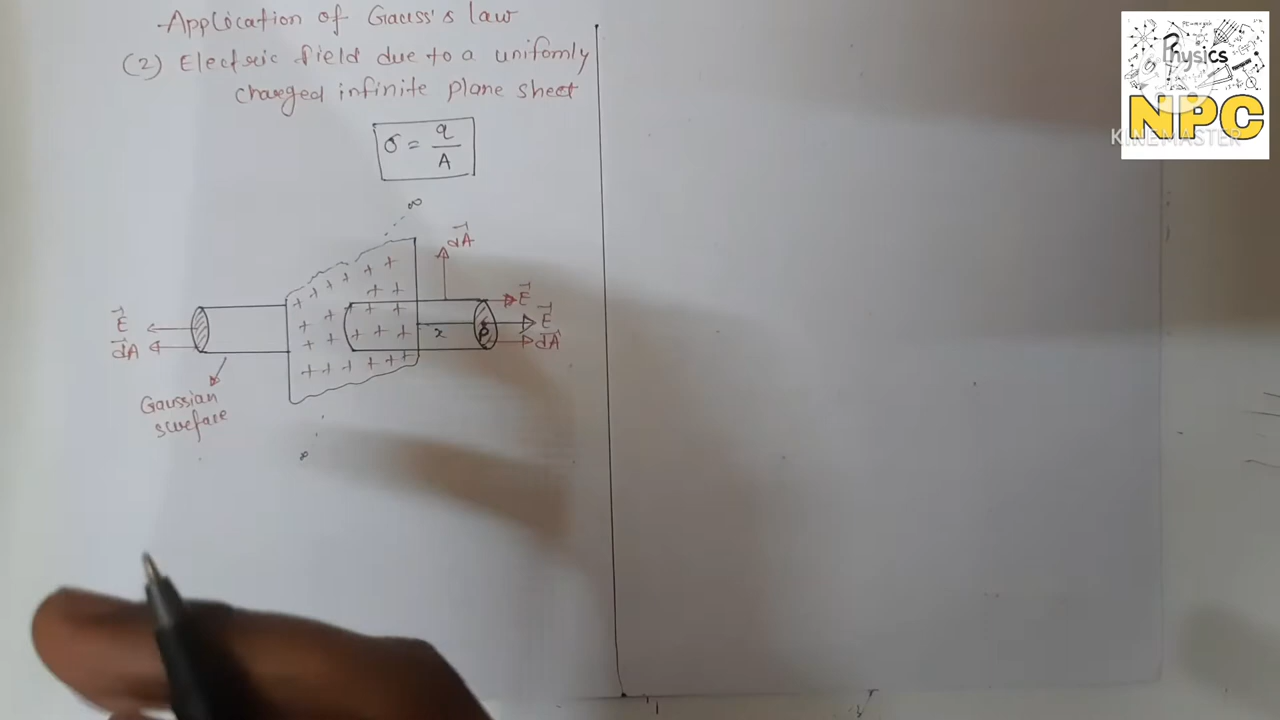 Application of Gauss's law
(2) Electric field due to a unifomly
charged infinite plane sheet
σ = q/A
∞
dA
+ + + + + + + + + + + + + + + + + + + + + + + +
E
E
E
x
P
dA
dA
Gaussian
surface
∞
Physics
NPC
KINEMASTER